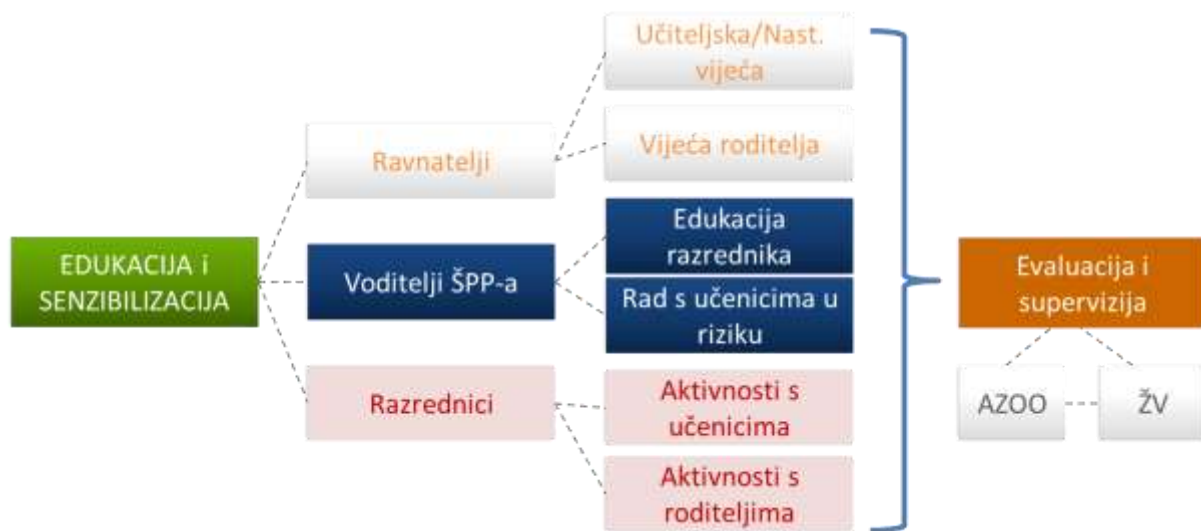 EDUKACIJA i
SENZIBILIZACIJA
Ravnatelji
Voditelji ŠPP-a
Razrednici
Učiteljska/Nast.
vijeća
Vijeća roditelja
Edukacija
razrednika
Rad s učenicima u
riziku
Aktivnosti s
učenicima
Aktivnosti s
roditeljima
Evaluacija i
supervizija
AZOO
ŽV